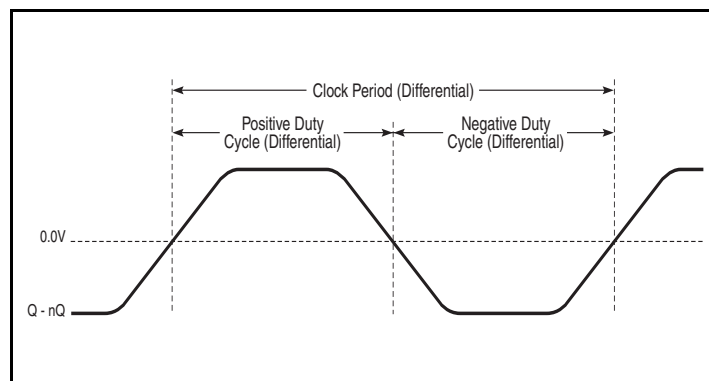 Clock Period (Differential)
Positive Duty
Cycle (Differential)
Negative Duty
Cycle (Differential)
0.0V
Q - nQ